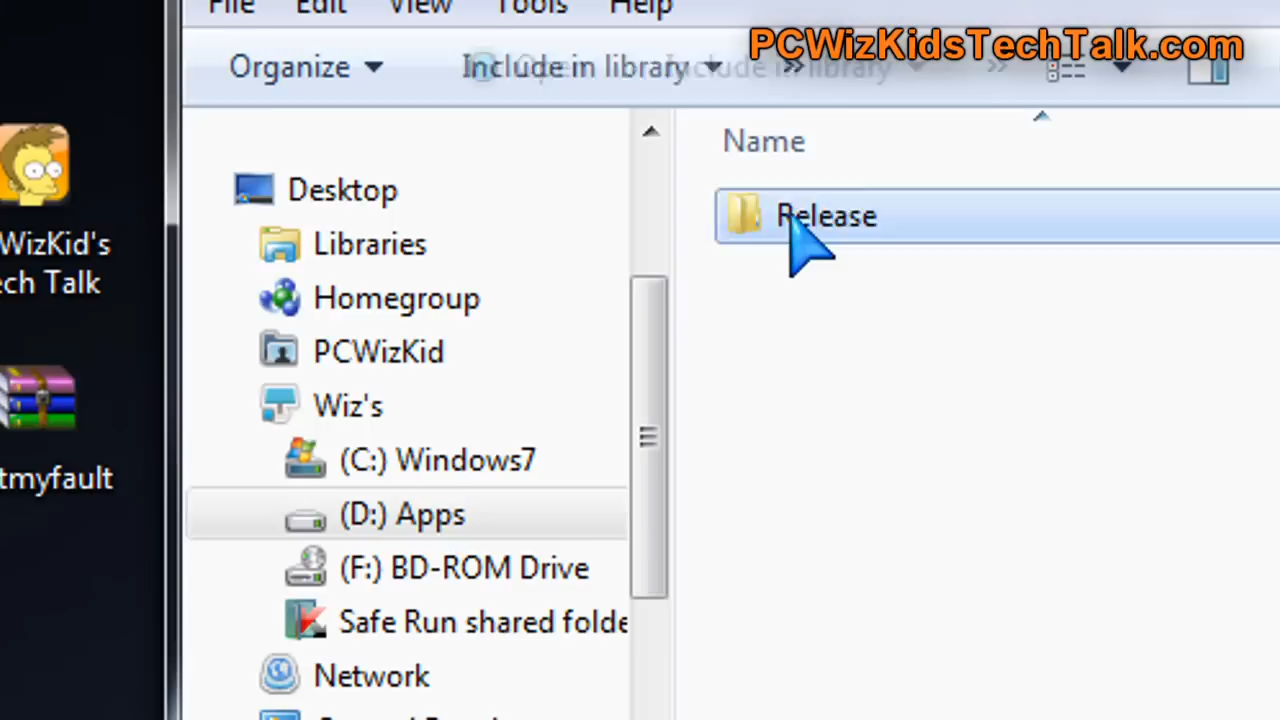 File Edit View Tools Help
PCWizKidsTechTalk.com
Organize Include in library
Name
Release
Desktop
Libraries
Homegroup
PCWizKid
Wiz's
(C:) Windows7
(D:) Apps
(F:) BD-ROM Drive
Safe Run shared folde
Network
WizKid's
ech Talk
tmyfault